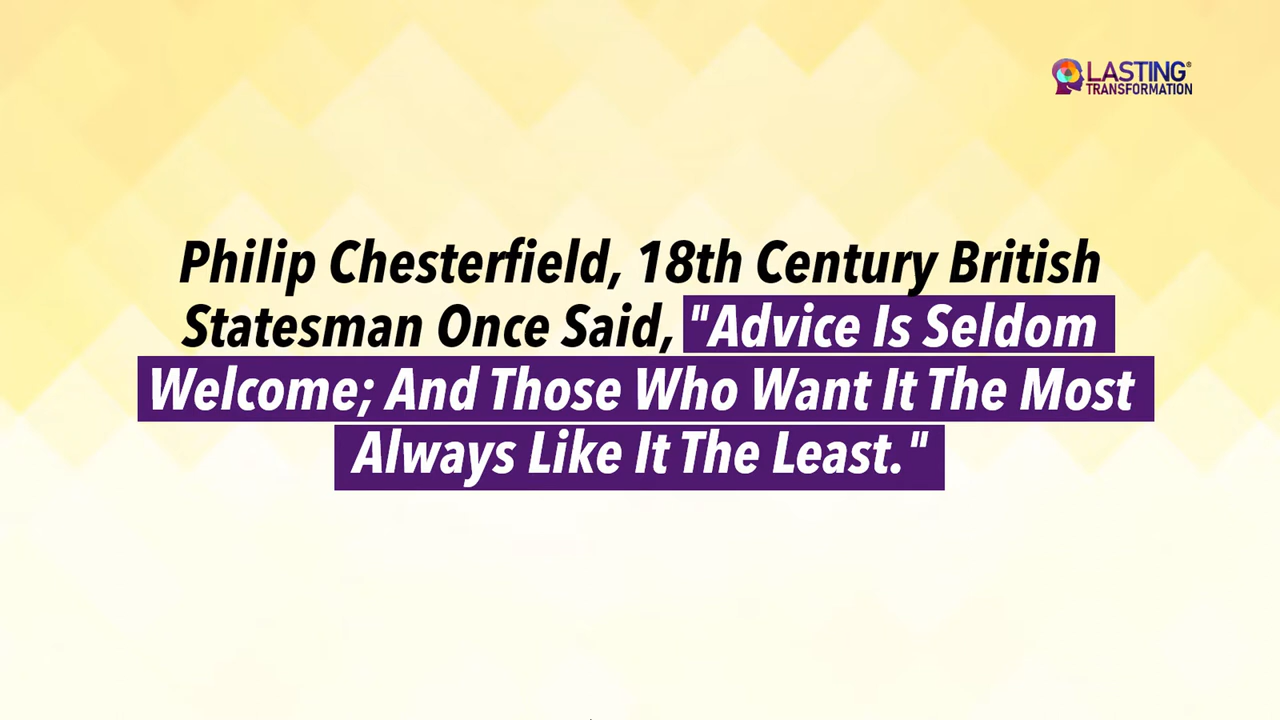 LASTING®
TRANSFORMATION
Philip Chesterfield, 18th Century British
Statesman Once Said, "Advice Is Seldom
Welcome; And Those Who Want It The Most
Always Like It The Least."